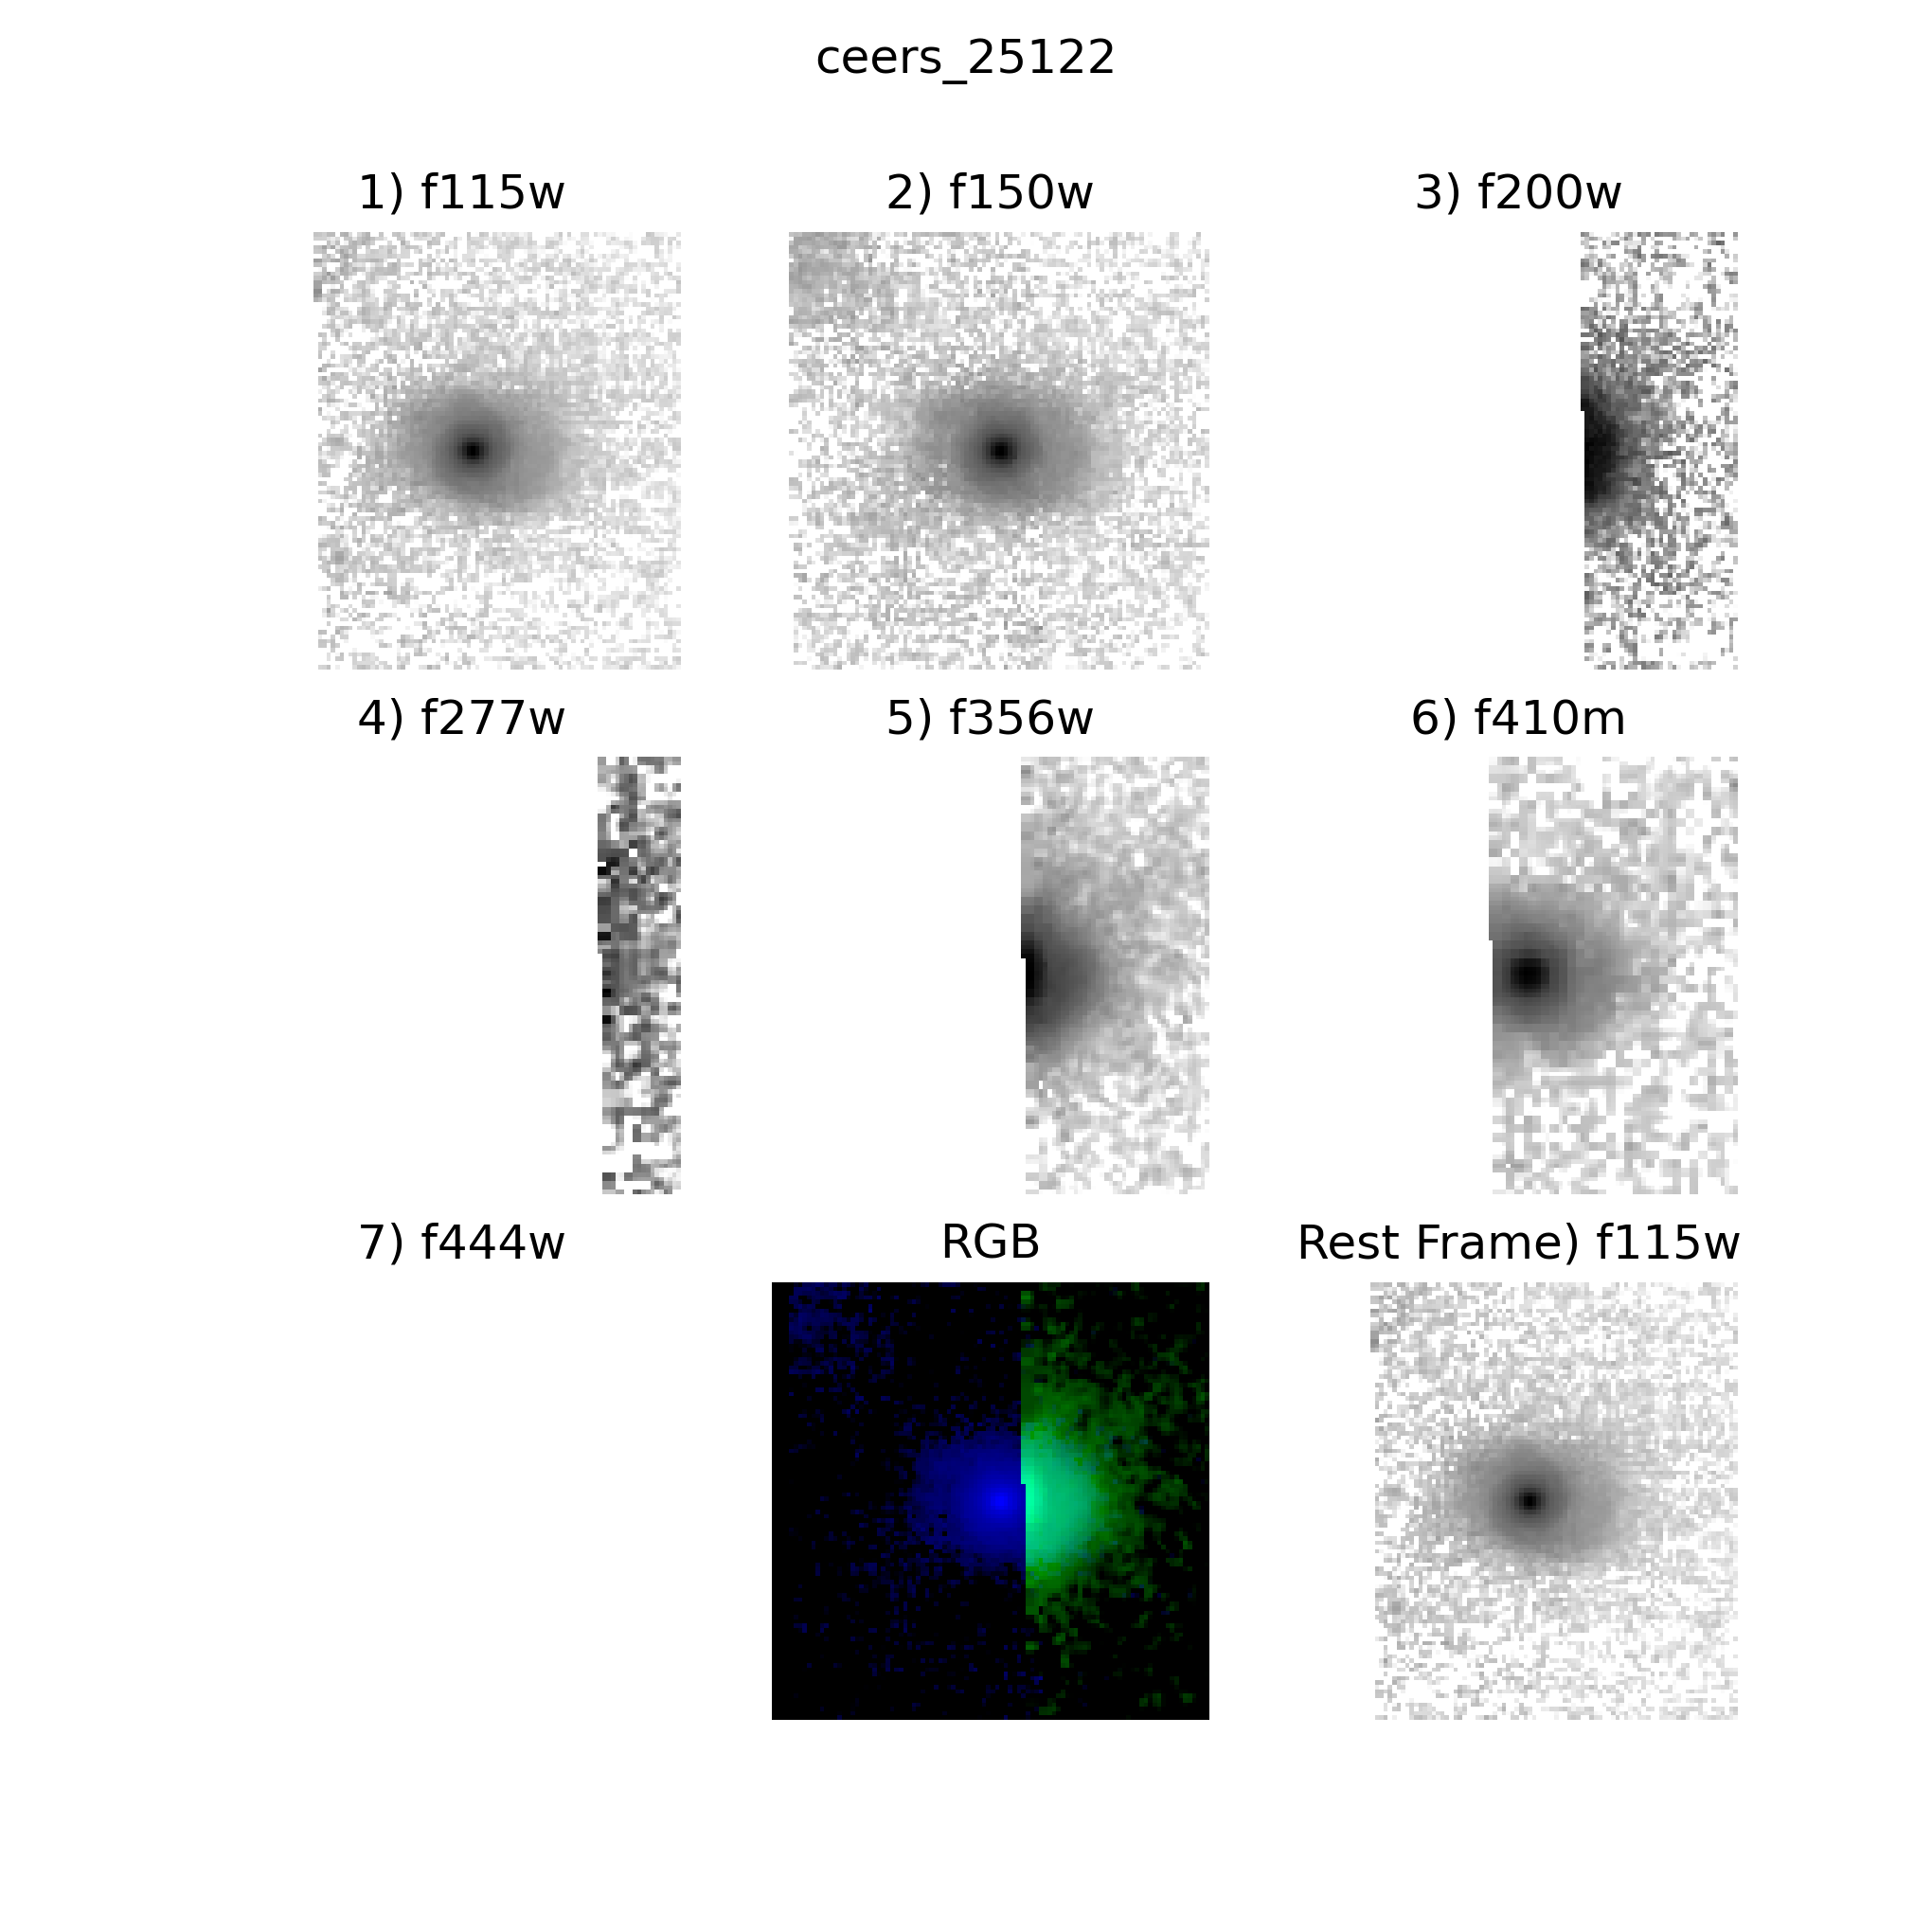 ceers_25122
1) f115w
2) f150w
3) f200w
4) f277w
5) f356w
6) f410m
7) f444w
RGB
Rest Frame) f115w